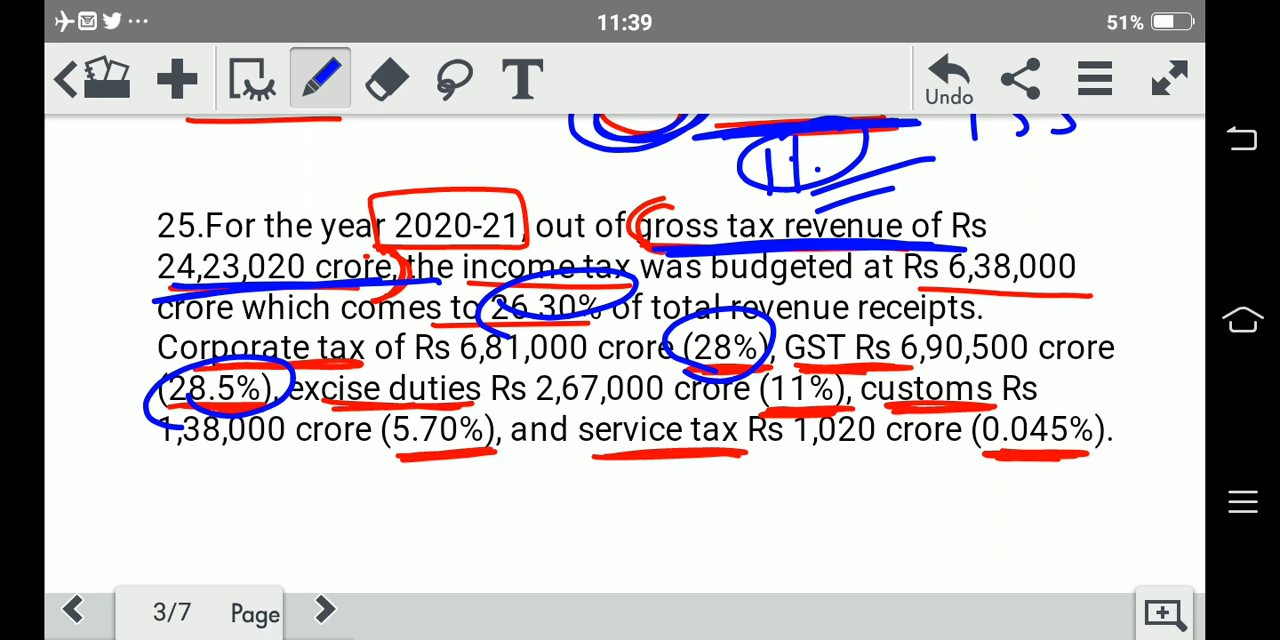 11:39
51%
T
Undo
11.
25.For the year 2020-21, out of gross tax revenue of Rs
24,23,020 crore, the income tax was budgeted at Rs 6,38,000
crore which comes to 26.30% of total revenue receipts.
Corporate tax of Rs 6,81,000 crore (28%), GST Rs 6,90,500 crore
(28.5%), excise duties Rs 2,67,000 crore (11%), customs Rs
1,38,000 crore (5.70%), and service tax Rs 1,020 crore (0.045%).
3/7 Page